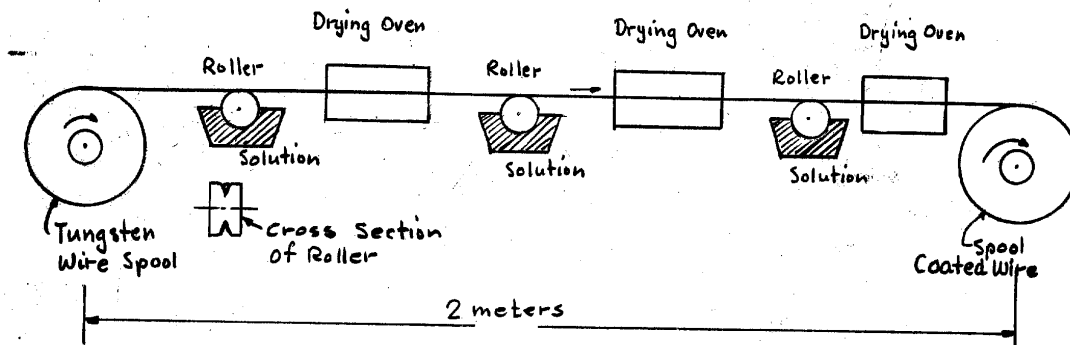 Drying Oven
Drying Oven
Drying Oven
Roller
Roller
Roller
Solution
Solution
Solution
Tungsten
Wire Spool
Cross Section
of Roller
Spool
Coated Wire
2 meters